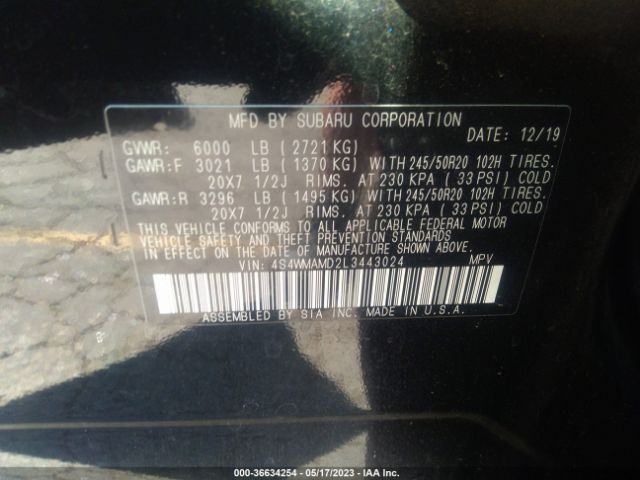 MFD BY SUBARU CORPORATION
DATE: 12/19
GVWR: 6000 LB (2721 KG)
GAWR:F 3021 LB (1370 KG) WITH 245/50R20 102H TIRES.
20X7 1/2J RIMS. AT 230 KPA (33 PSI) COLD
GAWR:R 3296 LB (1495 KG) WITH 245/50R20 102H TIRES.
20X7 1/2J RIMS. AT 230 KPA (33 PSI) COLD
THIS VEHICLE CONFORMS TO ALL APPLICABLE FEDERAL MOTOR
VEHICLE SAFETY AND THEFT PREVENTION STANDARDS
IN EFFECT ON THE DATE OF MANUFACTURE SHOWN ABOVE.
VIN: 4S4WMAMD2L3443024 MPV
ASSEMBLED BY SIA INC. MADE IN U.S.A.
000-36634254 - 05/17/2023 - IAA Inc.